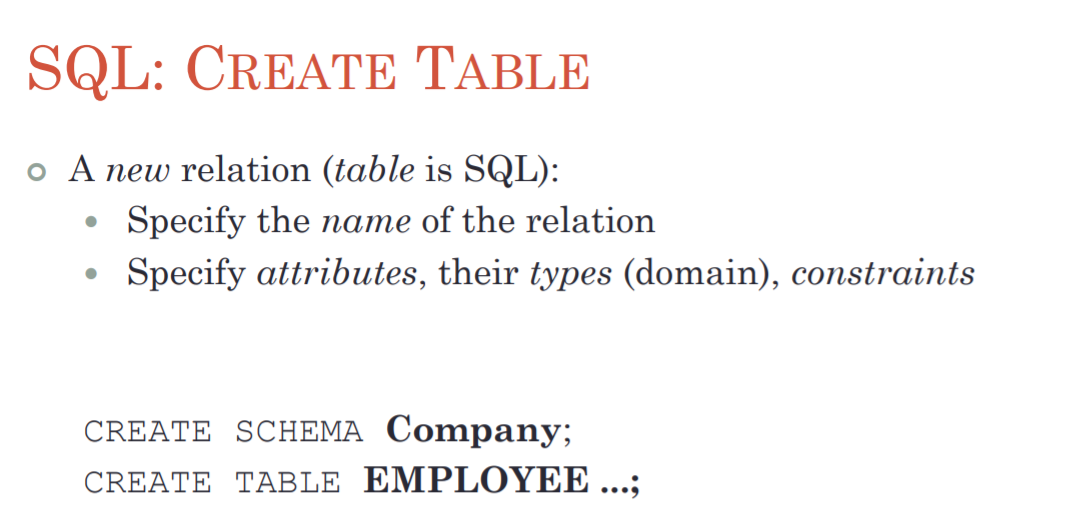 SQL: CREATE TABLE
A new relation (table is SQL):
Specify the name of the relation
Specify attributes, their types (domain), constraints
CREATE SCHEMA Company;
CREATE TABLE EMPLOYEE ...;